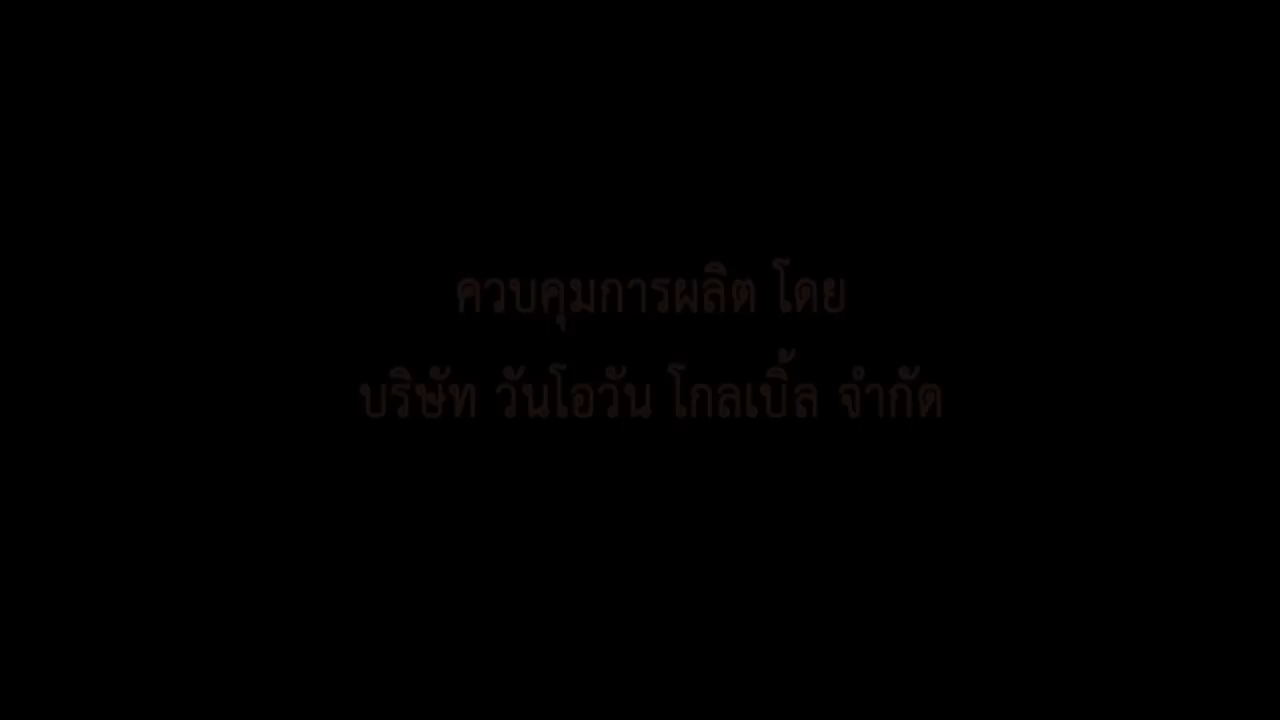 ควบคุมการผลิต โดย
บริษัท วันโอวัน โกลเบิ้ล จำกัด